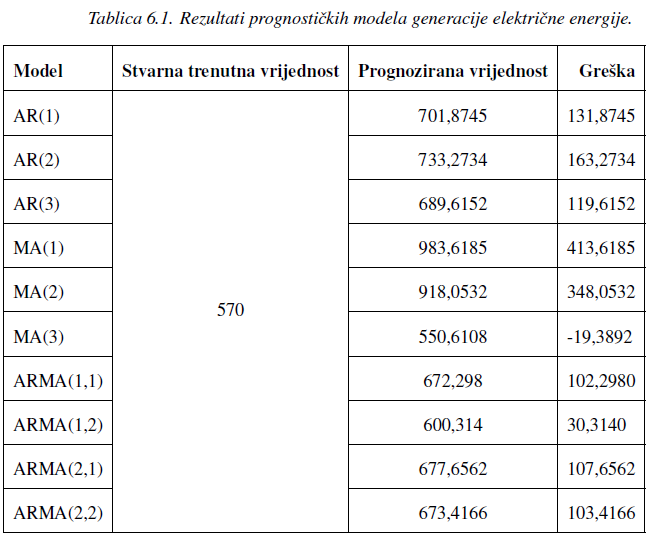 Tablica 6.1. Rezultati prognostičkih modela generacije električne energije.
Model Stvarna trenutna vrijednost Prognozirana vrijednost Greška
AR(1) 701,8745 131,8745
AR(2) 733,2734 163,2734
AR(3) 689,6152 119,6152
MA(1) 983,6185 413,6185
MA(2) 918,0532 348,0532
570
MA(3) 550,6108 -19,3892
ARMA(1,1) 672,298 102,2980
ARMA(1,2) 600,314 30,3140
ARMA(2,1) 677,6562 107,6562
ARMA(2,2) 673,4166 103,4166